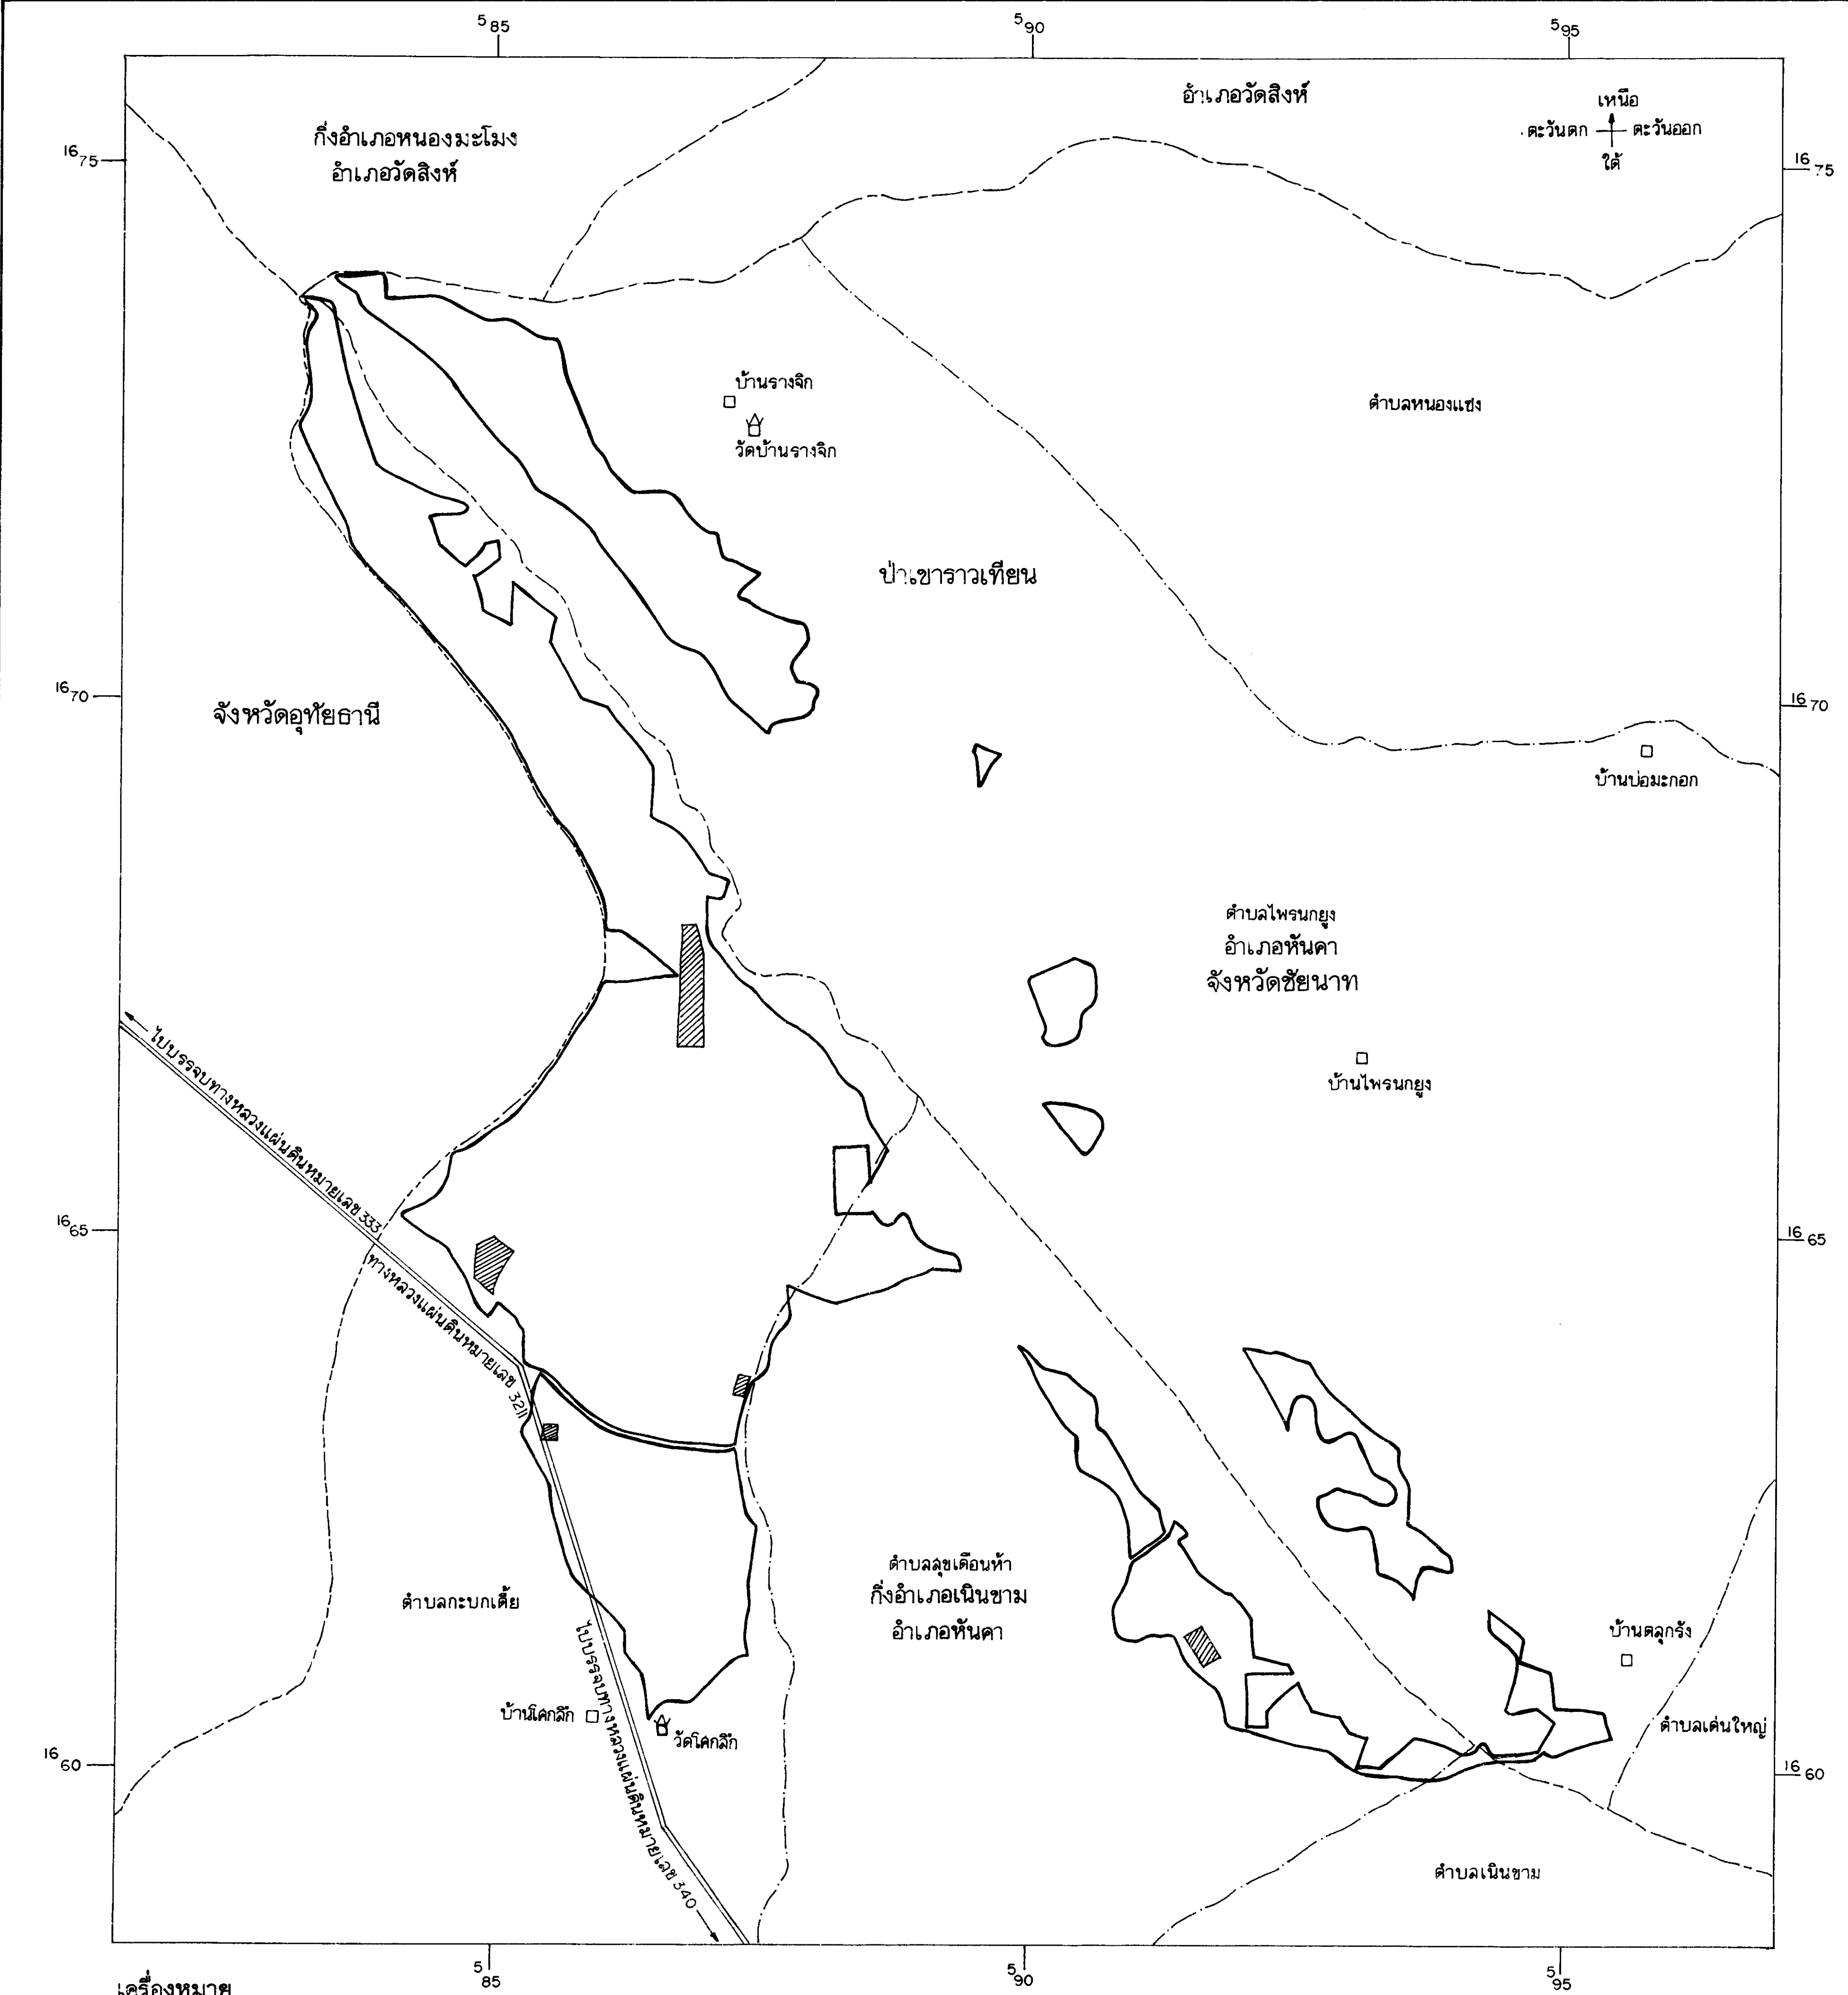 585
590
595
อำเภอวัดสิงห์
เหนือ
ตะวันตก ตะวันออก
ใต้
กิ่งอำเภอหนองมะโมง
อำเภอวัดสิงห์
1675
1675
บ้านรางจิก
วัดบ้านรางจิก
ตำบลหนองแซง
ป่าเขาราวเทียน
1670
1670
จังหวัดอุทัยธานี
บ้านบ่อมะกอก
ตำบลไพรนกยูง
อำเภอหันคา
จังหวัดชัยนาท
บ้านไพรนกยูง
ไปบรรจบทางหลวงแผ่นดินหมายเลข 333
1665
1665
ทางหลวงแผ่นดินหมายเลข 3211
ตำบลสุขเดือนห้า
กิ่งอำเภอเนินขาม
อำเภอหันคา
ตำบลกะบกเตี้ย
บ้านตลุกรัง
บ้านโคกลึก
วัดโคกลึก
ตำบลเด่นใหญ่
1660
1660
ไปบรรจบทางหลวงแผ่นดินหมายเลข 340
ตำบลเนินขาม
585
590
595
เครื่องหมาย